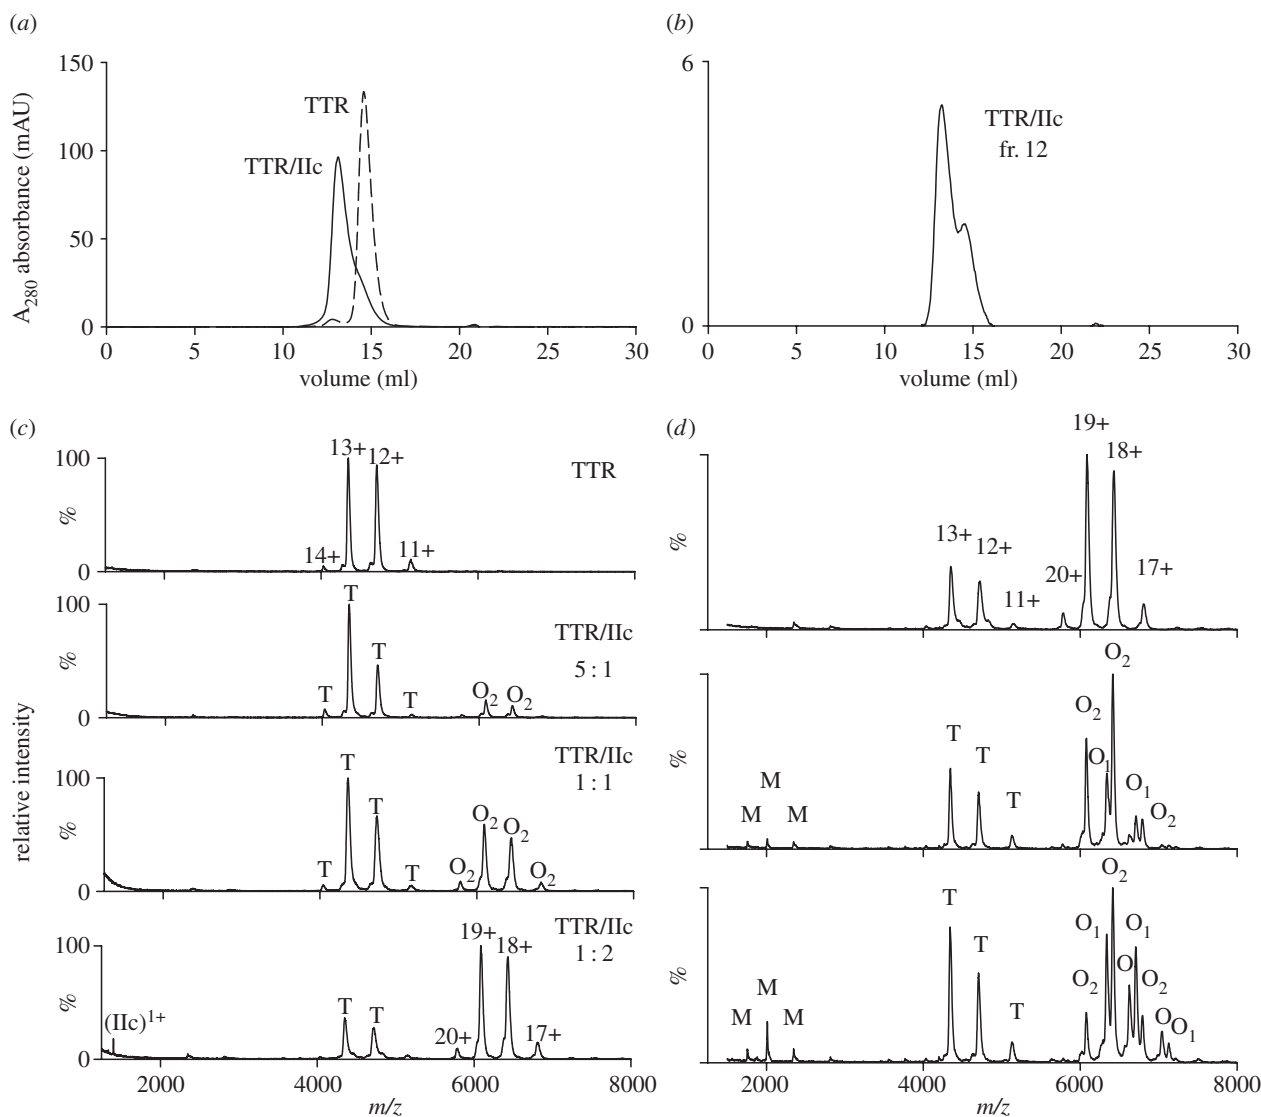 (a)
150
100
50
0
A280 absorbance (mAU)
TTR
TTR/IIc
0 5 10 15 20 25 30
volume (ml)
(b)
6
0
TTR/IIc
fr. 12
0 5 10 15 20 25 30
volume (ml)
(c)
relative intensity
100
%
0
13+
12+
14+
11+
TTR
100
%
0
T
T
T
T
O2
O2
TTR/IIc
5 : 1
100
%
0
T
T
T
T
O2
O2
O2
O2
TTR/IIc
1 : 1
100
%
0
(IIc)1+
T
T
19+
18+
20+
17+
TTR/IIc
1 : 2
2000 4000 6000 8000
m/z
(d)
%
19+
18+
13+
12+
11+
20+
17+
%
M
M
M
T
T
T
O2
O1
O2
O1
O2
%
M
M
M
T
T
T
O2
O1
O2
O
O1
O2
O
O1
2000 4000 6000 8000
m/z